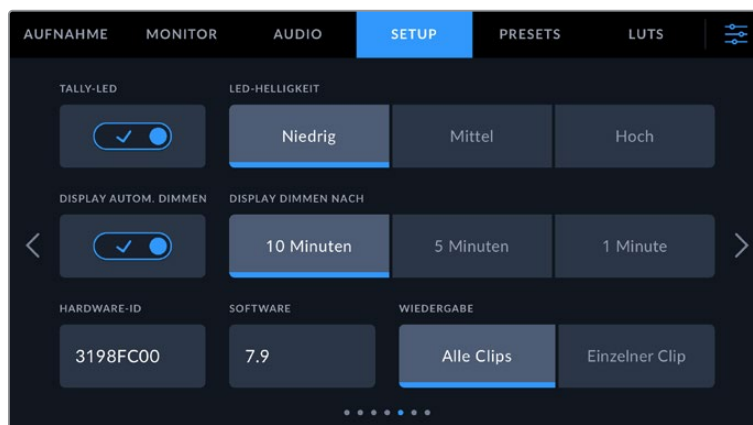 AUFNAHME MONITOR AUDIO SETUP PRESETS LUTS
TALLY-LED LED-HELLIGKEIT
Niedrig Mittel Hoch
DISPLAY AUTOM. DIMMEN DISPLAY DIMMEN NACH
10 Minuten 5 Minuten 1 Minute
HARDWARE-ID SOFTWARE WIEDERGABE
3198FC00 7.9 Alle Clips Einzelner Clip